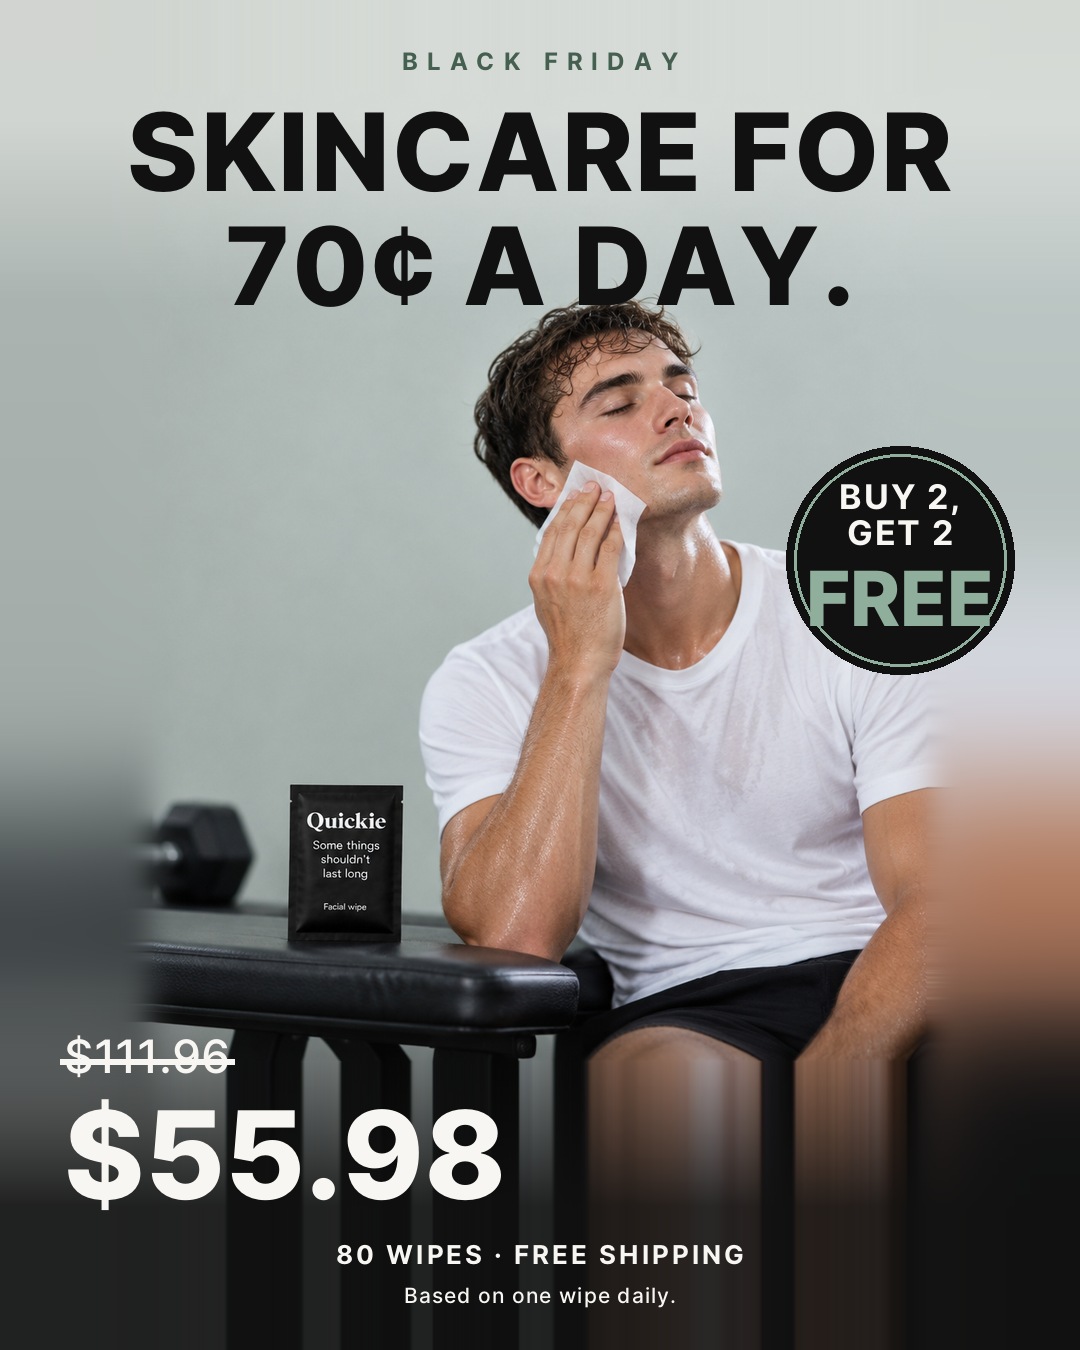 BLACK FRIDAY
SKINCARE FOR
70¢ A DAY.
BUY 2,
GET 2
FREE
Quickie
Some things
shouldn't
last long
Facial wipe
$111.96
$55.98
80 WIPES · FREE SHIPPING
Based on one wipe daily.